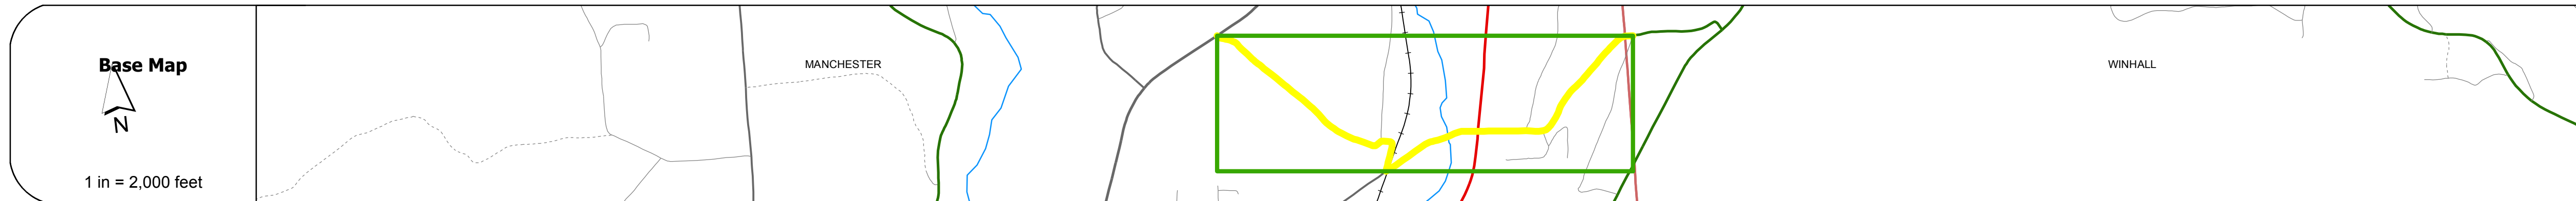 Base Map
N
1 in = 2,000 feet
MANCHESTER
WINHALL